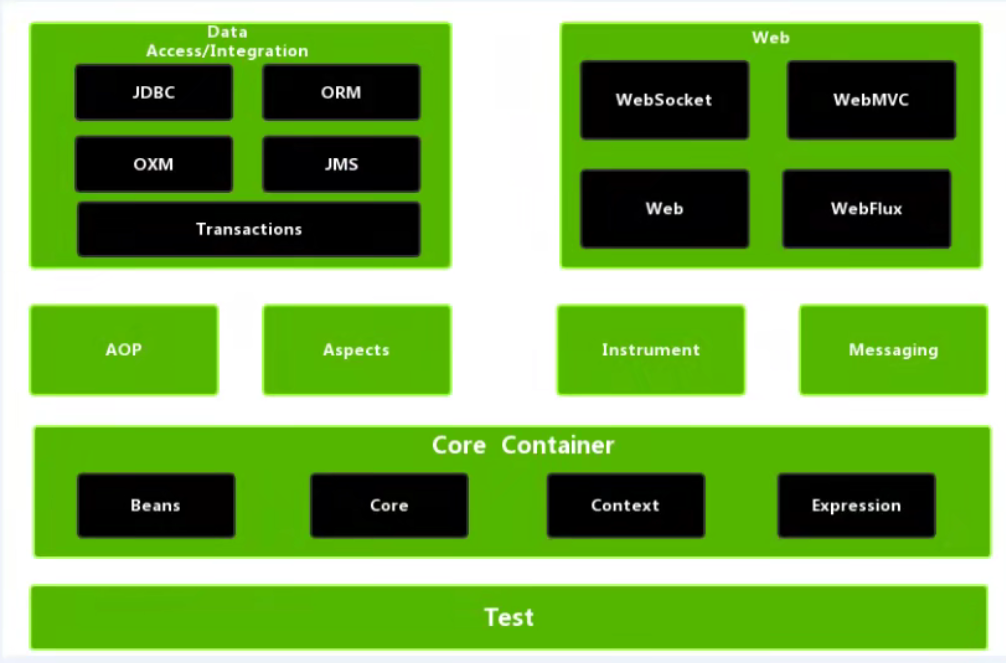 Data
Access/Integration
JDBC
ORM
OXM
JMS
Transactions
Web
WebSocket
WebMVC
Web
WebFlux
AOP
Aspects
Instrument
Messaging
Core Container
Beans
Core
Context
Expression
Test